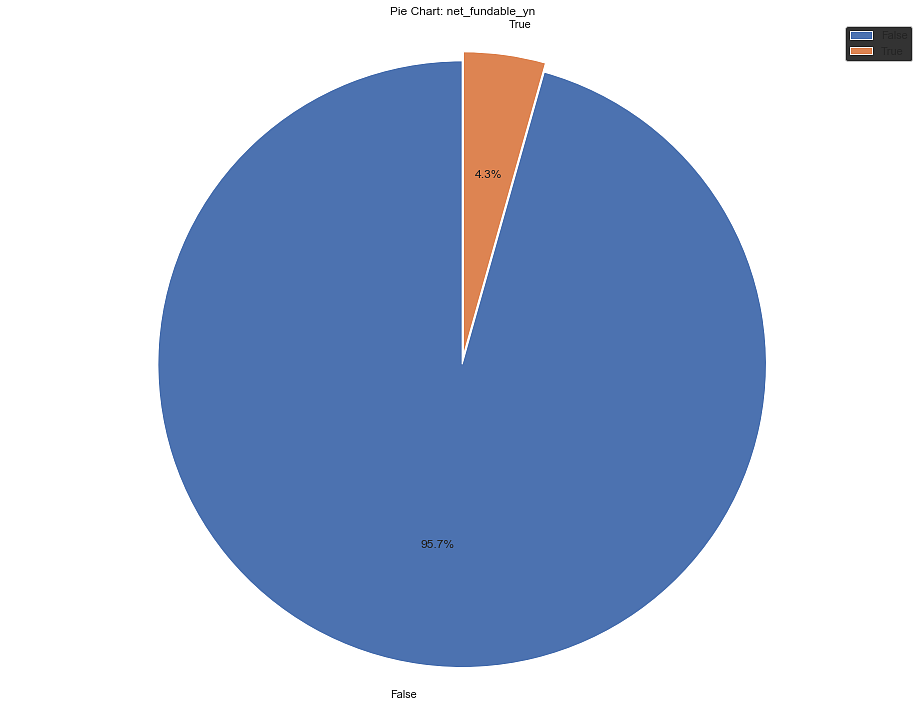 Pie Chart: net_fundable_yn
True
False
True
4.3%
95.7%
False